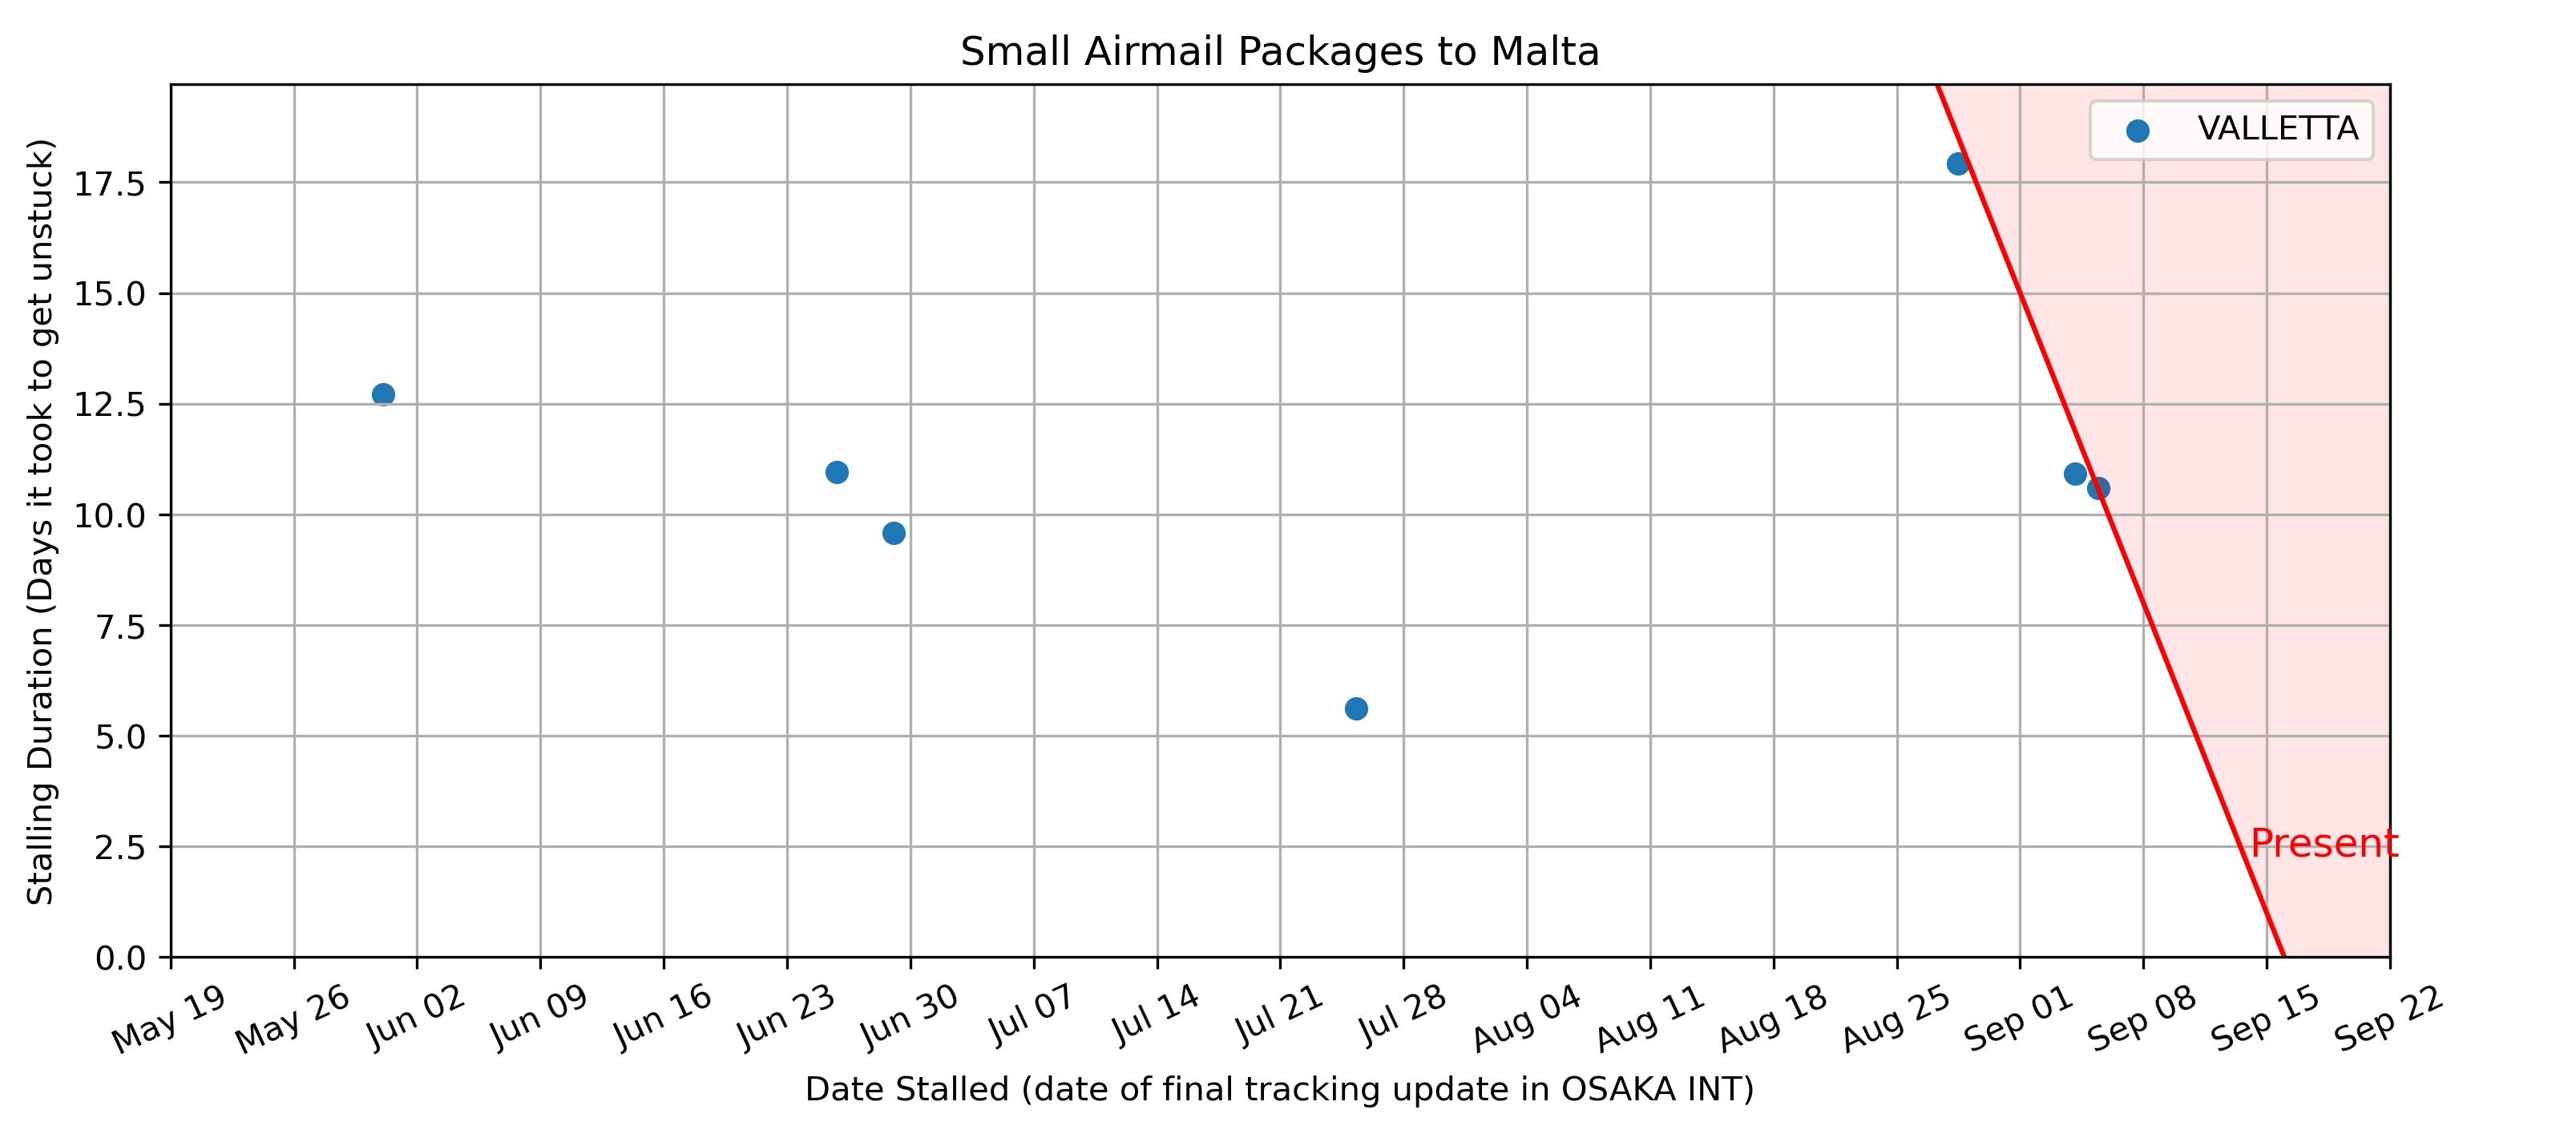 Small Airmail Packages to Malta
VALLETTA
Stalling Duration (Days it took to get unstuck)
17.5
15.0
12.5
10.0
7.5
5.0
2.5
0.0
Present
May 19
May 26
Jun 02
Jun 09
Jun 16
Jun 23
Jun 30
Jul 07
Jul 14
Jul 21
Jul 28
Aug 04
Aug 11
Aug 18
Aug 25
Sep 01
Sep 08
Sep 15
Sep 22
Date Stalled (date of final tracking update in OSAKA INT)